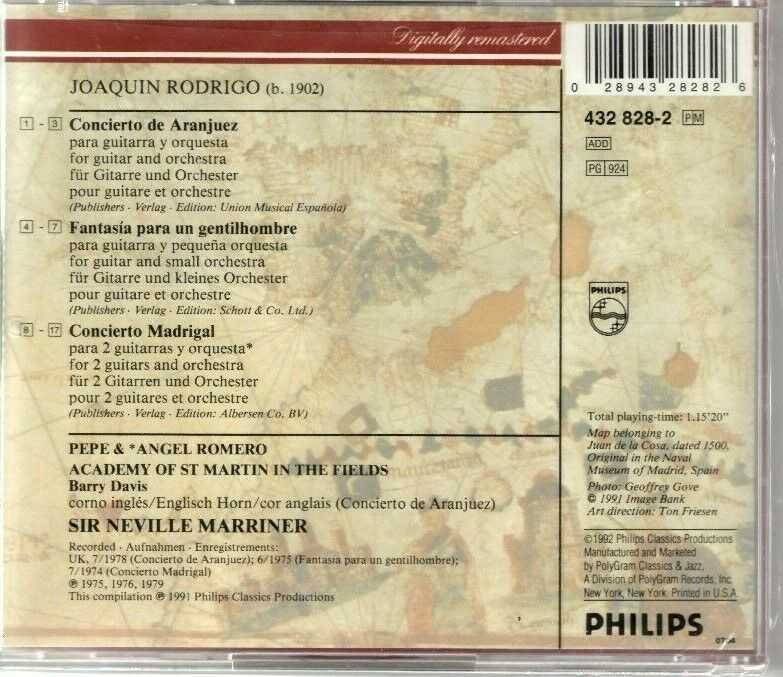 Digitally remastered
JOAQUIN RODRIGO (b. 1902)
1 - 3 Concierto de Aranjuez
para guitarra y orquesta
for guitar and orchestra
für Gitarre und Orchester
pour guitare et orchestre
(Publishers · Verlag · Edition: Union Musical Española)
4 - 7 Fantasía para un gentilhombre
para guitarra y pequeña orquesta
for guitar and small orchestra
für Gitarre und kleines Orchester
pour guitare et orchestre
(Publishers · Verlag · Edition: Schott & Co. Ltd.)
8 - 17 Concierto Madrigal
para 2 guitarras y orquesta*
for 2 guitars and orchestra
für 2 Gitarren und Orchester
pour 2 guitares et orchestre
(Publishers · Verlag · Edition: Albersen Co. BV)
PEPE & *ANGEL ROMERO
ACADEMY OF ST MARTIN IN THE FIELDS
Barry Davis
corno inglés/Englisch Horn/cor anglais (Concierto de Aranjuez)
SIR NEVILLE MARRINER
Recorded · Aufnahmen · Enregistrements:
UK, 7/1978 (Concierto de Aranjuez); 6/1975 (Fantasía para un gentilhombre);
7/1974 (Concierto Madrigal)
℗ 1975, 1976, 1979
This compilation ℗ 1991 Philips Classics Productions
0 28943 28282 6
432 828-2 PM
ADD
PG 924
PHILIPS
Total playing-time: 1.15'20"
Map belonging to
Juan de la Cosa, dated 1500.
Original in the Naval
Museum of Madrid, Spain
Photo: Geoffrey Gove
© 1991 Image Bank
Art direction: Ton Friesen
©1992 Philips Classics Productions
Manufactured and Marketed
by PolyGram Classics & Jazz,
A Division of PolyGram Records, Inc.
New York, New York. Printed in U.S.A.
PHILIPS